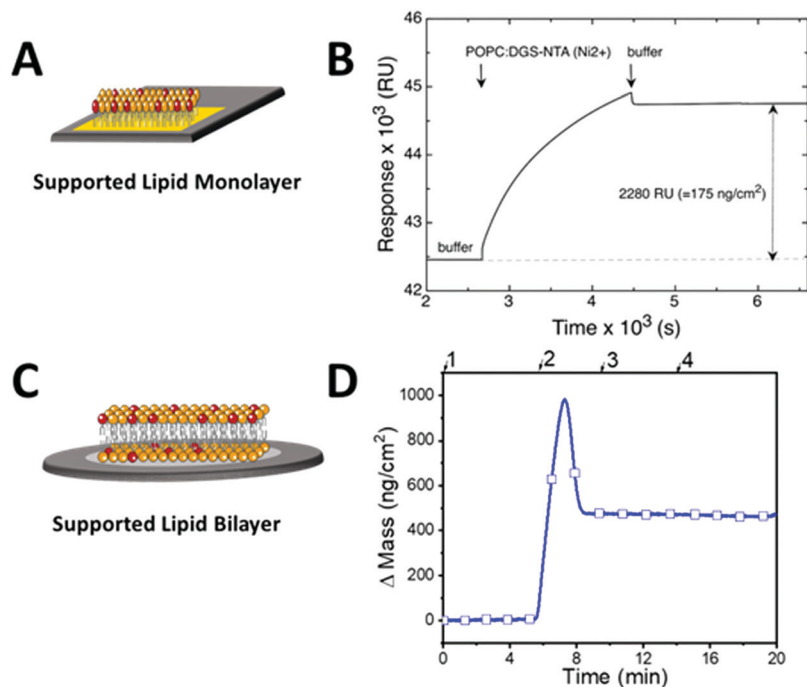 A
Supported Lipid Monolayer
B
46
45
44
43
42
Response x 10³ (RU)
POPC:DGS-NTA (Ni2+)
buffer
2280 RU (=175 ng/cm²)
buffer
2
3
4
5
6
Time x 10³ (s)
C
Supported Lipid Bilayer
D
1
2
3
4
1000
800
600
400
200
0
Δ Mass (ng/cm²)
0
4
8
12
16
20
Time (min)